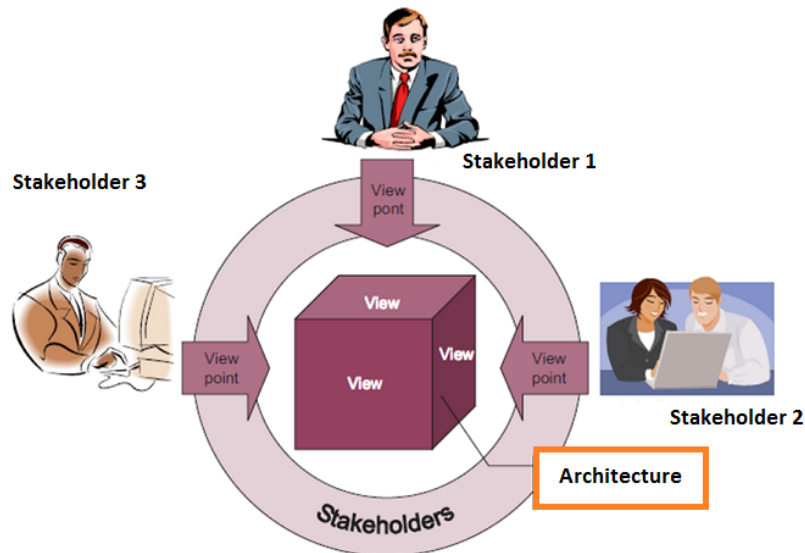 Stakeholder 1
Stakeholder 3
View
pont
View
View
View
View
point
View
point
Stakeholder 2
Architecture
Stakeholders